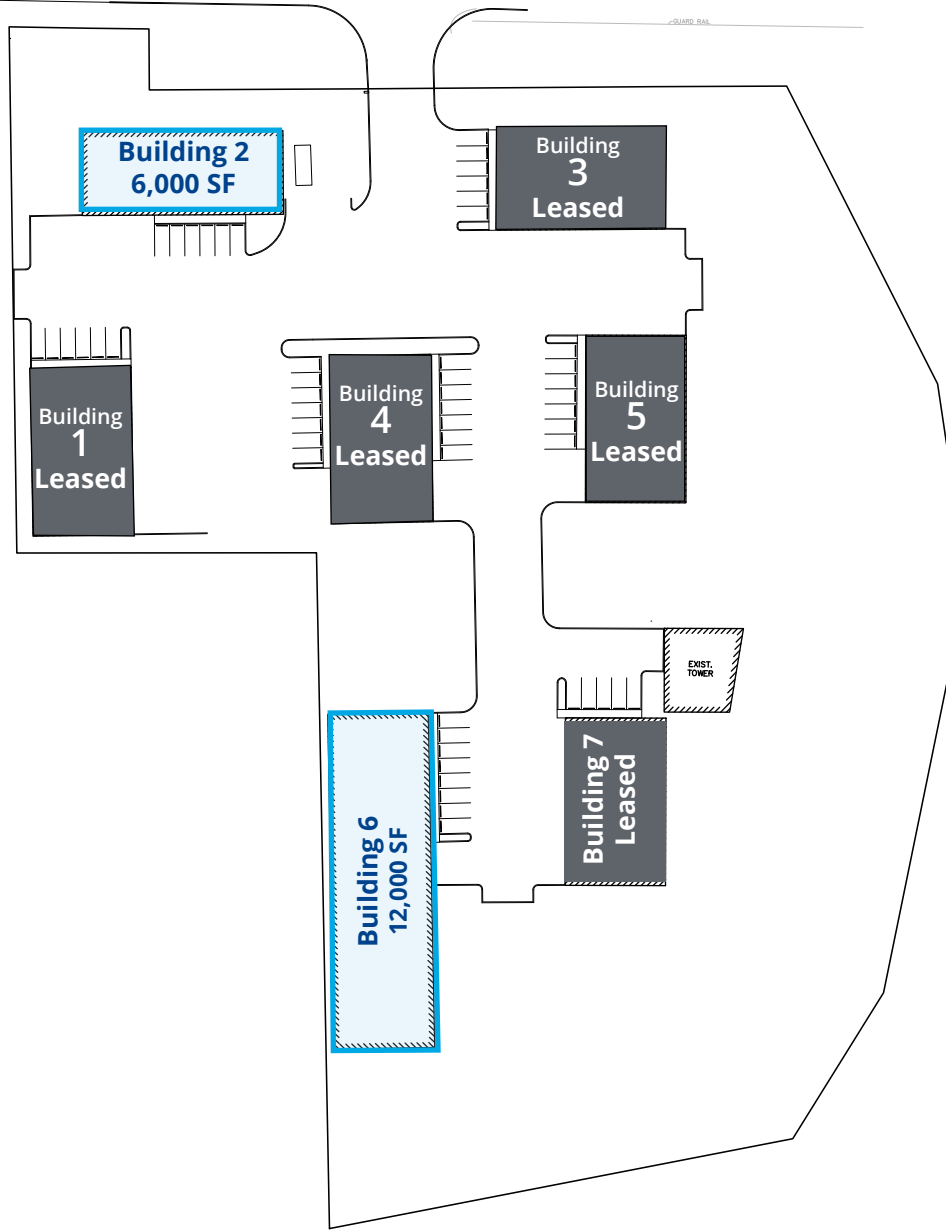 GUARD RAIL
Building 2
6,000 SF
Building
3
Leased
Building
1
Leased
Building
4
Leased
Building
5
Leased
EXIST.
TOWER
Building 6
12,000 SF
Building 7
Leased